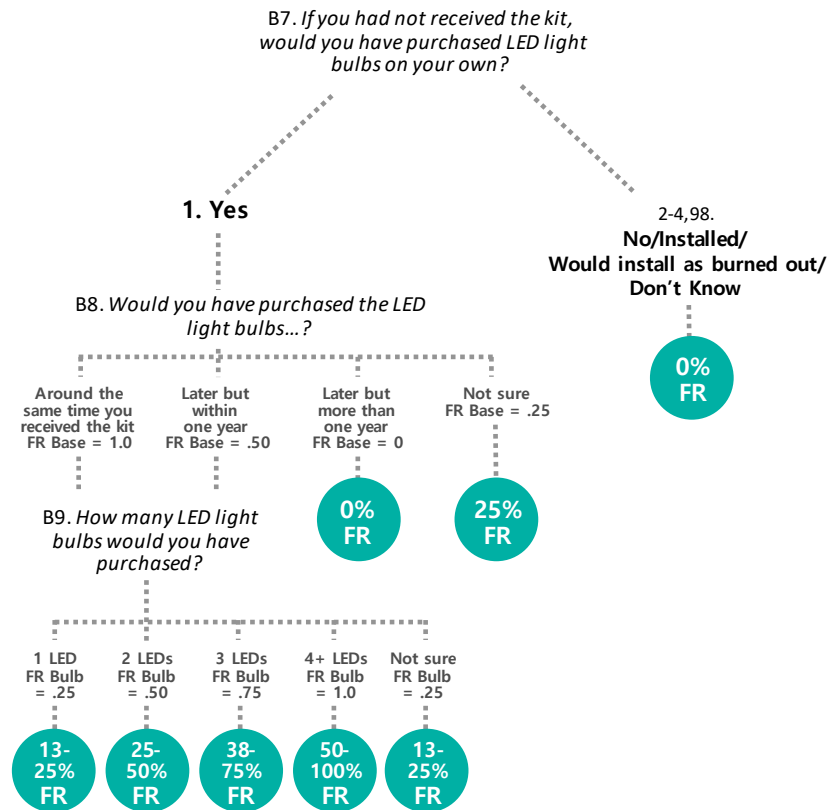 B7. If you had not received the kit,
would you have purchased LED light
bulbs on your own?
1. Yes
2-4,98.
No/Installed/
Would install as burned out/
Don't Know
0%
FR
B8. Would you have purchased the LED
light bulbs...?
Around the
same time you
received the kit
FR Base = 1.0
Later but
within
one year
FR Base = .50
Later but
more than
one year
FR Base = 0
Not sure
FR Base = .25
0%
FR
25%
FR
B9. How many LED light
bulbs would you have
purchased?
1 LED
FR Bulb
= .25
2 LEDs
FR Bulb
= .50
3 LEDs
FR Bulb
= .75
4+ LEDs
FR Bulb
= 1.0
Not sure
FR Bulb
= .25
13-
25%
FR
25-
50%
FR
38-
75%
FR
50-
100%
FR
13-
25%
FR